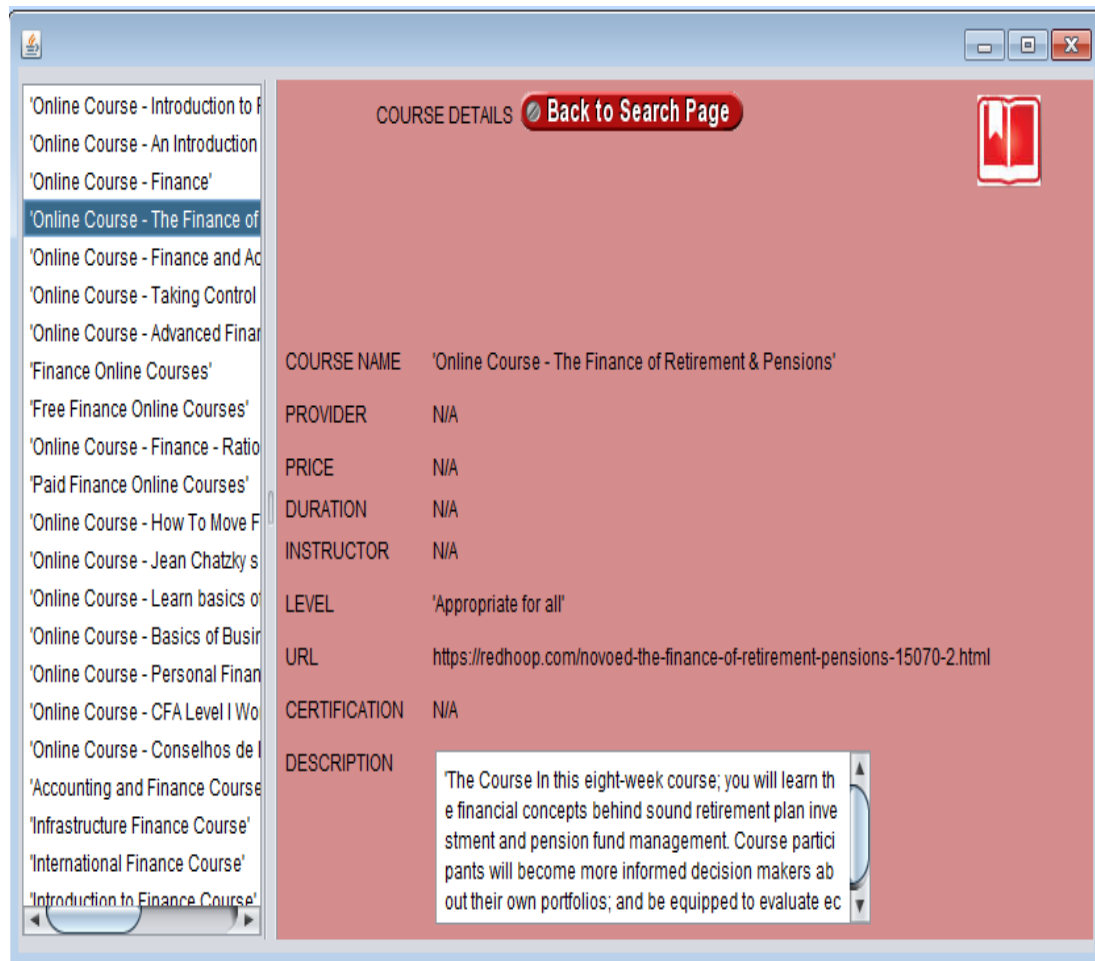 'Online Course - Introduction to F
'Online Course - An Introduction
'Online Course - Finance'
'Online Course - The Finance of
'Online Course - Finance and Ac
'Online Course - Taking Control
'Online Course - Advanced Finan
'Finance Online Courses'
'Free Finance Online Courses'
'Online Course - Finance - Ratio
'Paid Finance Online Courses'
'Online Course - How To Move F
'Online Course - Jean Chatzky s
'Online Course - Learn basics of
'Online Course - Basics of Busin
'Online Course - Personal Finan
'Online Course - CFA Level I Wo
'Online Course - Conselhos de I
'Accounting and Finance Course
'Infrastructure Finance Course'
'International Finance Course'
'Introduction to Finance Course'
COURSE DETAILS Back to Search Page
COURSE NAME 'Online Course - The Finance of Retirement & Pensions'
PROVIDER N/A
PRICE N/A
DURATION N/A
INSTRUCTOR N/A
LEVEL 'Appropriate for all'
URL https://redhoop.com/novoed-the-finance-of-retirement-pensions-15070-2.html
CERTIFICATION N/A
DESCRIPTION
'The Course In this eight-week course; you will learn th
e financial concepts behind sound retirement plan inve
stment and pension fund management. Course partici
pants will become more informed decision makers ab
out their own portfolios; and be equipped to evaluate ec